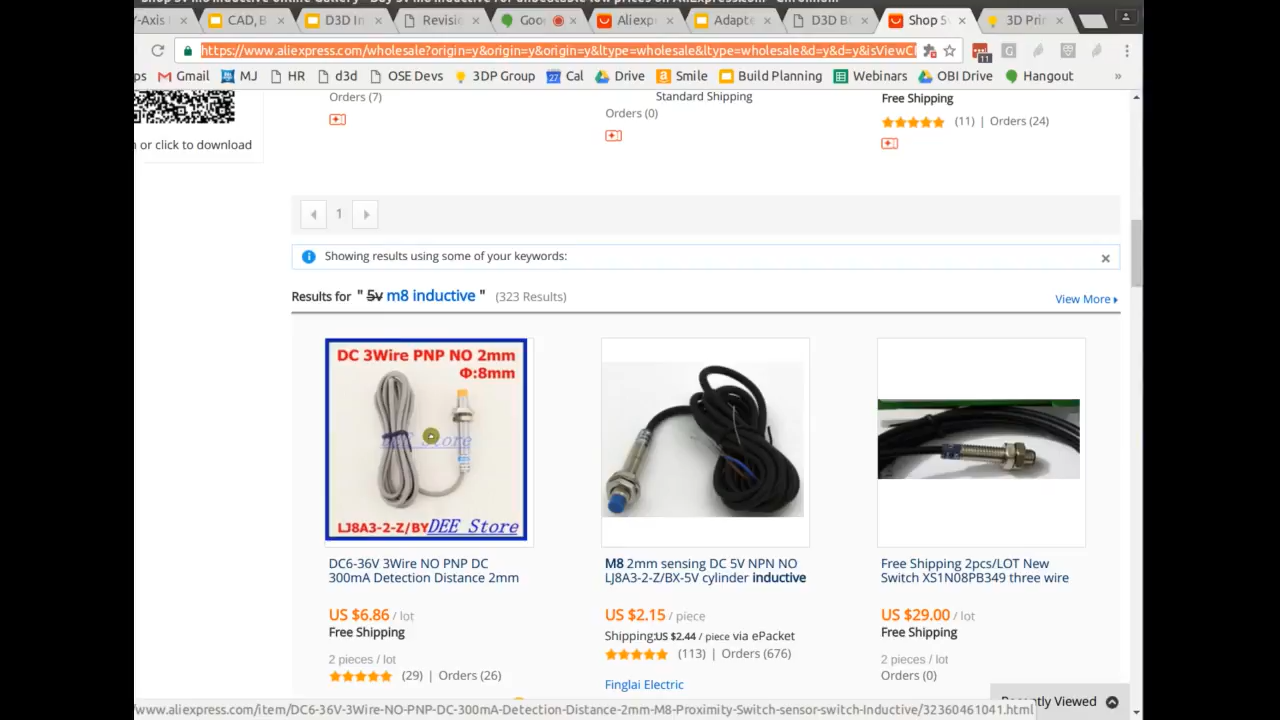 CAD, B
D3D In
Revisio
Goo
Aliexp
Adapte
D3D B
Shop 5
3D Prin
https://www.aliexpress.com/wholesale?origin=y&origin=y&origin=y&ltype=wholesale&ltype=wholesale&d=y&d=y&isViewC
11
ps
Gmail
MJ
HR
d3d
OSE Devs
3DP Group
27
Cal
Drive
Smile
Build Planning
Webinars
OBI Drive
Hangout
»
n or click to download
Orders (7)
Standard Shipping
Orders (0)
Free Shipping
(11) | Orders (24)
1
Showing results using some of your keywords:
Results for " 5v m8 inductive " (323 Results)
View More
DC 3Wire PNP NO 2mm
Φ:8mm
DEE Store
LJ8A3-2-Z/BY DEE Store
DC6-36V 3Wire NO PNP DC
300mA Detection Distance 2mm
US $6.86 / lot
Free Shipping
2 pieces / lot
(29) | Orders (26)
M8 2mm sensing DC 5V NPN NO
LJ8A3-2-Z/BX-5V cylinder inductive
US $2.15 / piece
Shipping:US $2.44 / piece via ePacket
(113) | Orders (676)
Finglai Electric
Free Shipping 2pcs/LOT New
Switch XS1N08PB349 three wire
US $29.00 / lot
Free Shipping
2 pieces / lot
Orders (0)
Recently Viewed
/www.aliexpress.com/item/DC6-36V-3Wire-NO-PNP-DC-300mA-Detection-Distance-2mm-M8-Proximity-Switch-sensor-switch-Inductive/32360461041.html